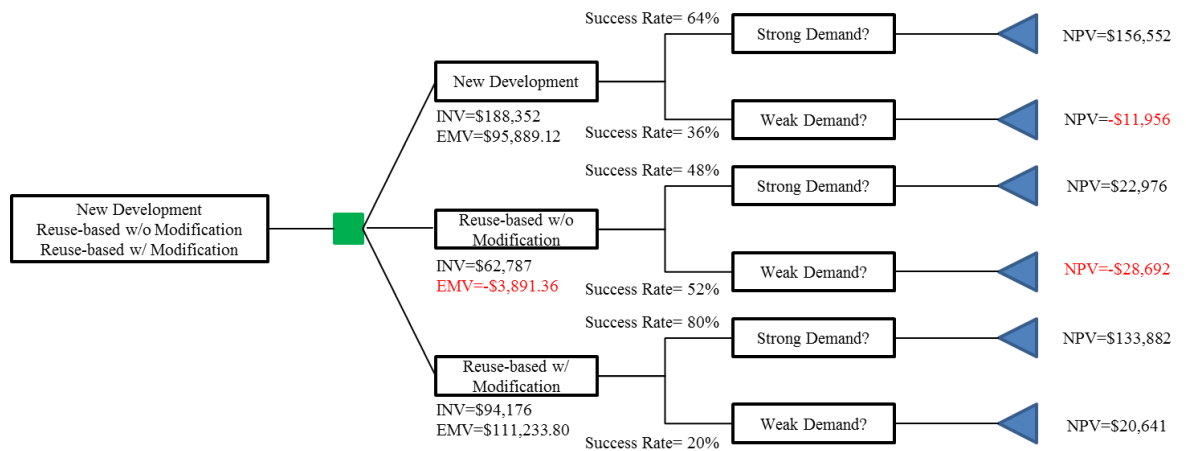 New Development
Reuse-based w/o Modification
Reuse-based w/ Modification
New Development
INV=$188,352
EMV=$95,889.12
Success Rate= 64%
Strong Demand?
NPV=$156,552
Success Rate= 36%
Weak Demand?
NPV=-$11,956
Reuse-based w/o
Modification
INV=$62,787
EMV=-$3,891.36
Success Rate= 48%
Strong Demand?
NPV=$22,976
Success Rate= 52%
Weak Demand?
NPV=-$28,692
Reuse-based w/
Modification
INV=$94,176
EMV=$111,233.80
Success Rate= 80%
Strong Demand?
NPV=$133,882
Success Rate= 20%
Weak Demand?
NPV=$20,641